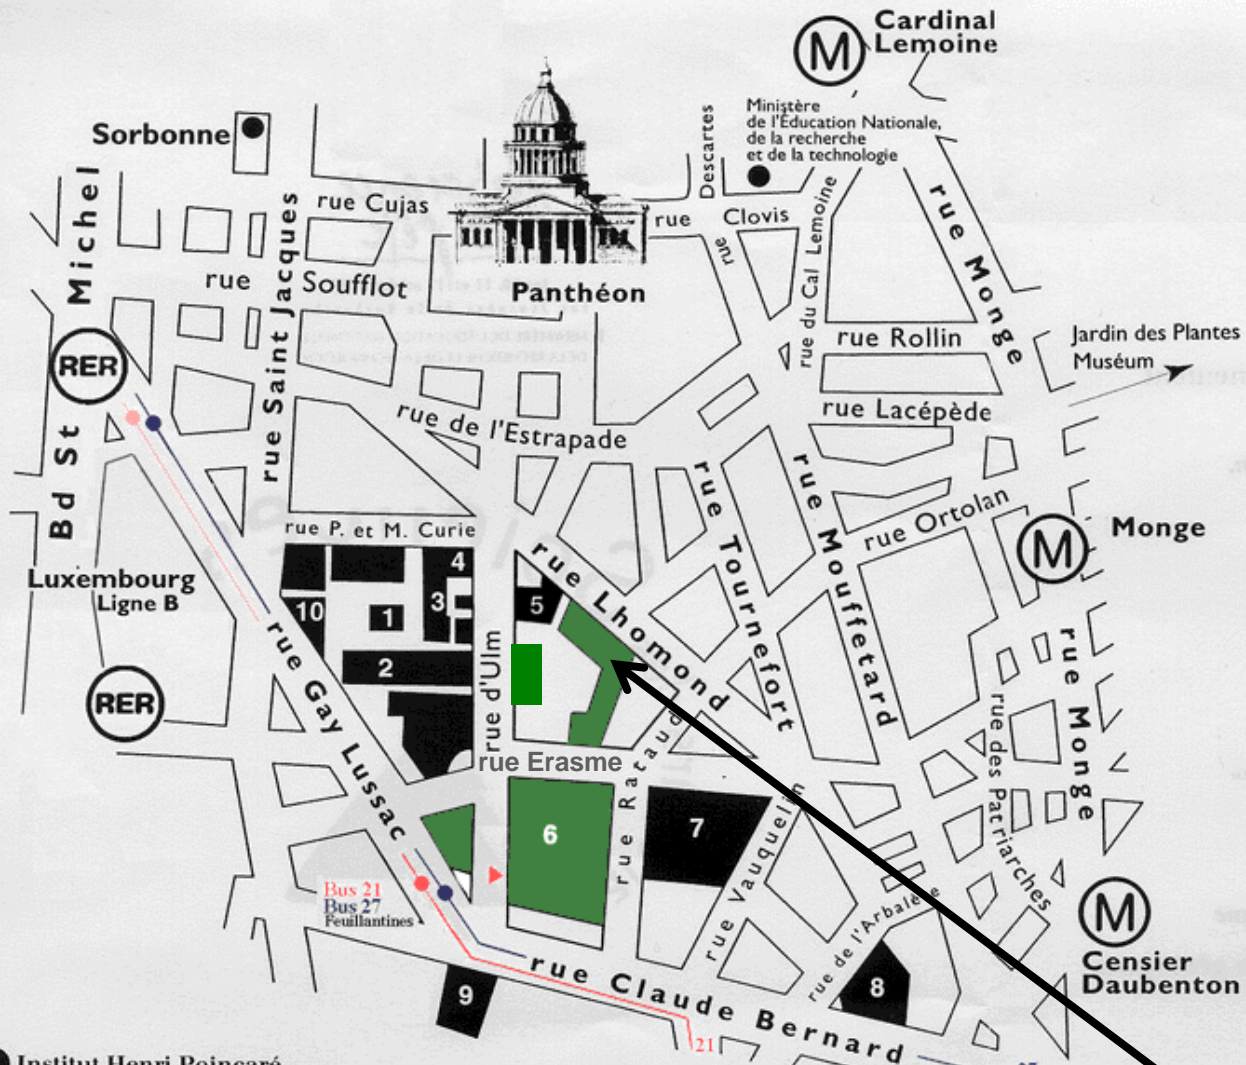 Cardinal
Lemoine
M
Ministère
de l'Éducation Nationale,
de la recherche
et de la technologie
Sorbonne
Descartes
Bd St Michel
rue Cujas
rue Clovis
rue
rue du Cal Lemoine
rue Monge
rue Soufflot
rue Saint Jacques
Panthéon
rue Rollin
Jardin des Plantes
Muséum
RER
rue Lacépède
rue de l'Estrapade
rue Tournefort
rue Mouffetard
rue Ortolan
M
Monge
rue P. et M. Curie
rue Lhomond
Luxembourg
Ligne B
4
10
1
3
5
2
RER
rue d'Ulm
rue Gay Lussac
rue Erasme
rue Rataud
rue Monge
rue des Patriarches
6
7
rue Vauquelin
Bus 21
Bus 27
Feuillantines
rue de l'Arbalète
M
Censier
Daubenton
8
9
rue Claude Bernard
21
Institut Henri Poincaré